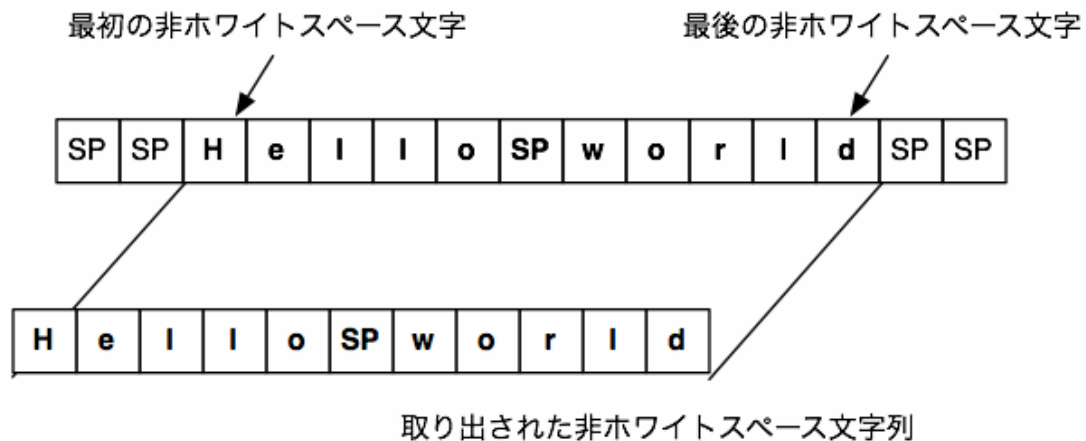 最初の非ホワイトスペース文字 最後の非ホワイトスペース文字
SP SP H e l l o SP w o r l d SP SP
H e l l o SP w o r l d
取り出された非ホワイトスペース文字列